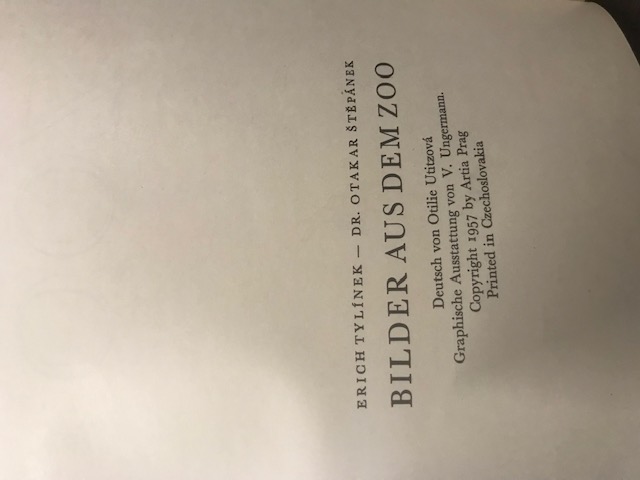 ERICH TYLÍNEK — DR. OTAKAR ŠTĚPÁNEK
BILDER AUS DEM ZOO
Deutsch von Otilie Utitzová
Graphische Ausstattung von V. Ungermann.
Copyright 1957 by Artia Prag
Printed in Czechoslovakia